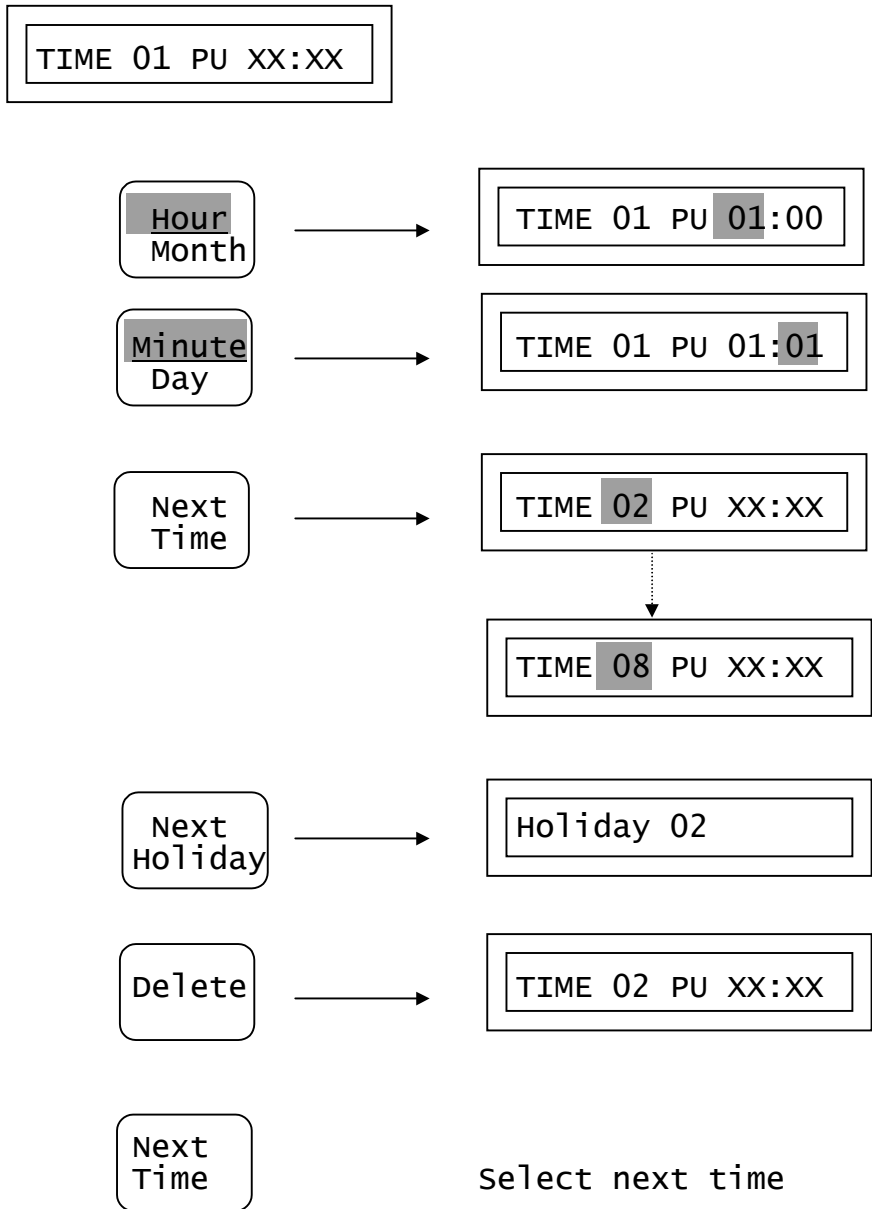 TIME 01 PU XX:XX
Hour
Month
TIME 01 PU 01:00
Minute
Day
TIME 01 PU 01:01
Next
Time
TIME 02 PU XX:XX
TIME 08 PU XX:XX
Next
Holiday
Holiday 02
Delete
TIME 02 PU XX:XX
Next
Time
Select next time